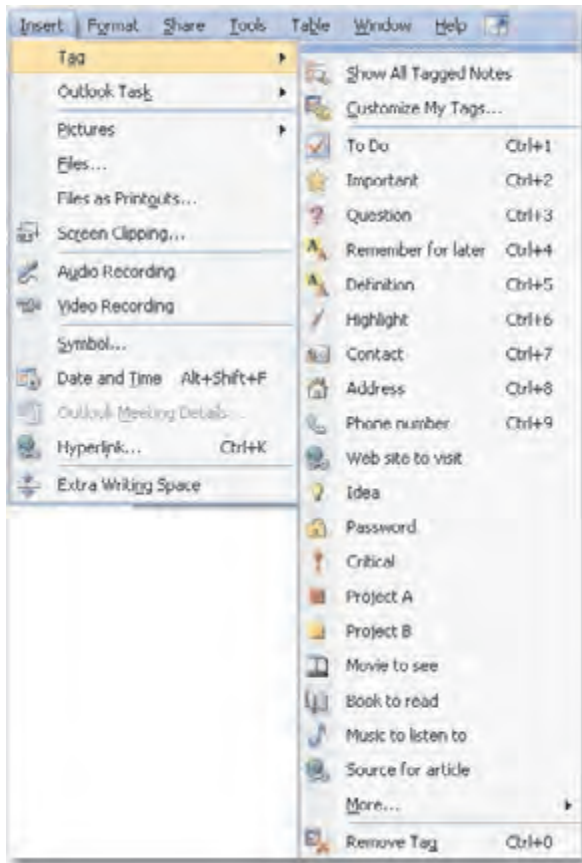 Insert Format Share Tools Table Window Help
Tag
Outlook Task
Pictures
Files...
Files as Printouts...
Screen Clipping...
Audio Recording
Video Recording
Symbol...
Date and Time Alt+Shift+F
Outlook Meeting Details...
Hyperlink... Ctrl+K
Extra Writing Space
Show All Tagged Notes
Customize My Tags...
To Do Ctrl+1
Important Ctrl+2
Question Ctrl+3
Remember for later Ctrl+4
Definition Ctrl+5
Highlight Ctrl+6
Contact Ctrl+7
Address Ctrl+8
Phone number Ctrl+9
Web site to visit
Idea
Password
Critical
Project A
Project B
Movie to see
Book to read
Music to listen to
Source for article
More...
Remove Tag Ctrl+0